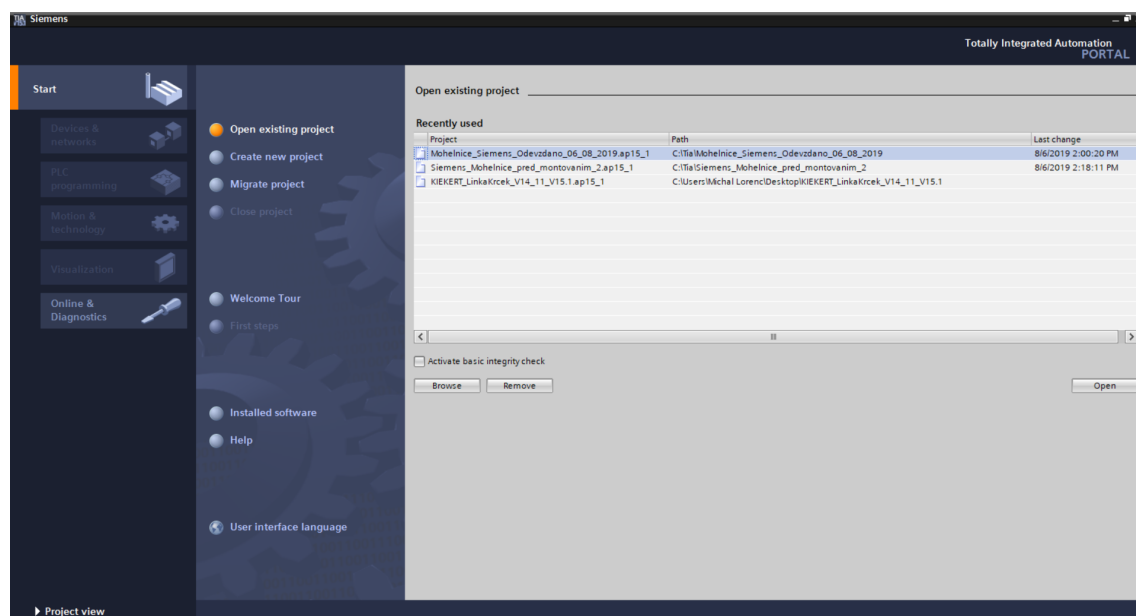 Siemens
Totally Integrated Automation
PORTAL
Start
Devices &
networks
PLC
programming
Motion &
technology
Visualization
Online &
Diagnostics
Open existing project
Create new project
Migrate project
Close project
Welcome Tour
First steps
Installed software
Help
User interface language
Open existing project
Recently used
Project Path Last change
Mohelnice_Siemens_Odevzdano_06_08_2019.ap15_1 C:\Tia\Mohelnice_Siemens_Odevzdano_06_08_2019 8/6/2019 2:00:20 PM
Siemens_Mohelnice_pred_montovanim_2.ap15_1 C:\Tia\Siemens_Mohelnice_pred_montovanim_2 8/6/2019 2:18:11 PM
KIEKERT_LinkaKrcek_V14_11_V15.1.ap15_1 C:\Users\Michal Lorenc\Desktop\KIEKERT_LinkaKrcek_V14_11_V15.1
Activate basic integrity check
Browse Remove Open
Project view